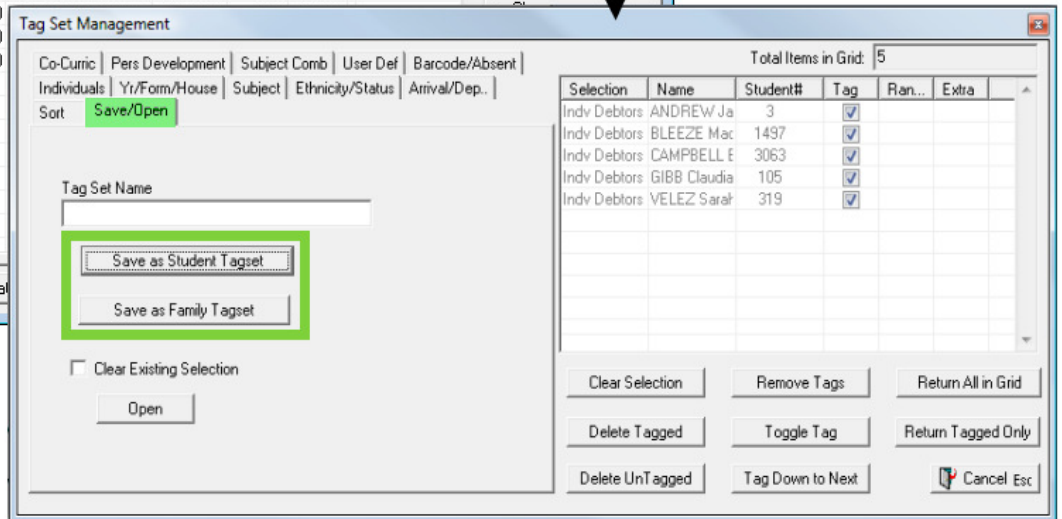 Tag Set Management
Co-Curric Pers Development Subject Comb User Def Barcode/Absent
Individuals Yr/Form/House Subject Ethnicity/Status Arrival/Dep..
Sort Save/Open
Tag Set Name
Save as Student Tagset
Save as Family Tagset
Clear Existing Selection
Open
Total Items in Grid: 5
Selection Name Student# Tag Ran... Extra
Indv Debtors ANDREW Ja 3
Indv Debtors BLEEZE Mac 1497
Indv Debtors CAMPBELL E 3063
Indv Debtors GIBB Claudia 105
Indv Debtors VELEZ Sarah 319
Clear Selection Remove Tags Return All in Grid
Delete Tagged Toggle Tag Return Tagged Only
Delete UnTagged Tag Down to Next Cancel Esc